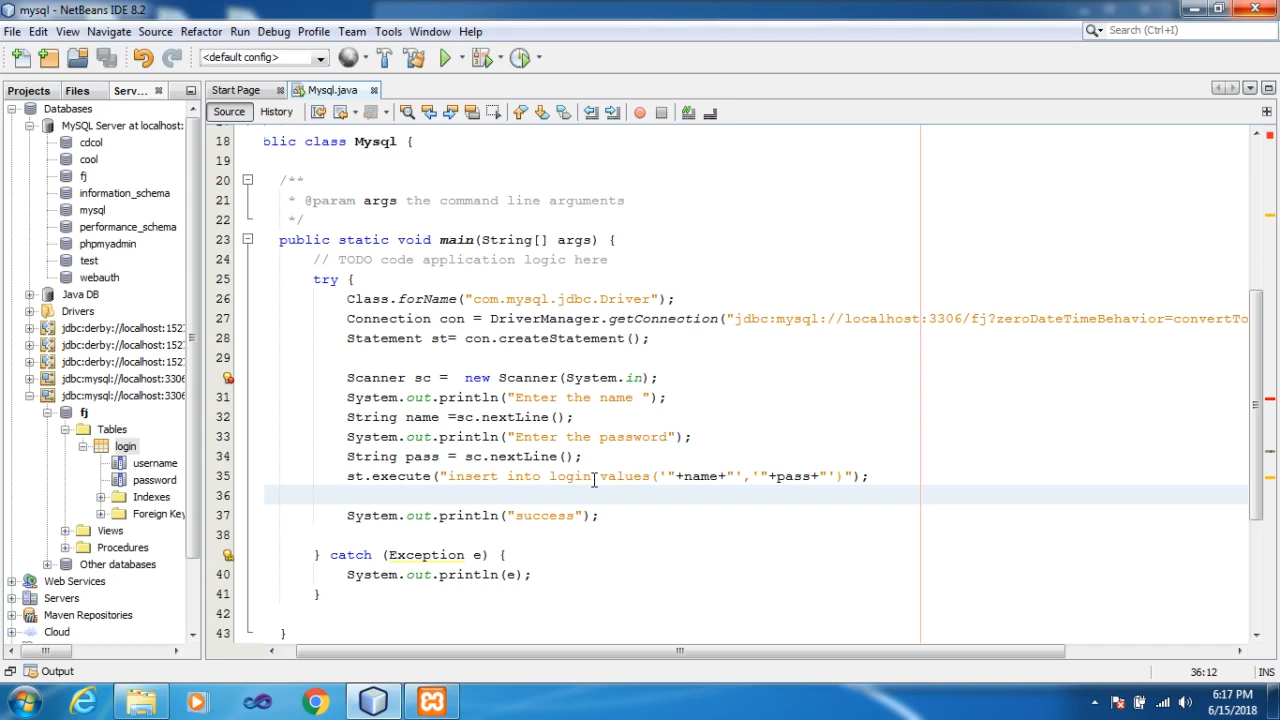 mysql - NetBeans IDE 8.2
File Edit View Navigate Source Refactor Run Debug Profile Team Tools Window Help
Search (Ctrl+I)
<default config>
Projects Files Serv...
Start Page Mysql.java
Source History
Databases
MySQL Server at localhost:
cdcol
cool
fj
information_schema
mysql
performance_schema
phpmyadmin
test
webauth
Java DB
Drivers
jdbc:derby://localhost:1527
jdbc:derby://localhost:1527
jdbc:derby://localhost:1527
jdbc:mysql://localhost:3306
jdbc:mysql://localhost:3306
fj
Tables
login
username
password
Indexes
Foreign Key
Views
Procedures
Other databases
Web Services
Servers
Maven Repositories
Cloud
18 blic class Mysql {
19
20 /**
21 * @param args the command line arguments
22 */
23 public static void main(String[] args) {
24 // TODO code application logic here
25 try {
26 Class.forName("com.mysql.jdbc.Driver");
27 Connection con = DriverManager.getConnection("jdbc:mysql://localhost:3306/fj?zeroDateTimeBehavior=convertTo
28 Statement st= con.createStatement();
29
Scanner sc = new Scanner(System.in);
31 System.out.println("Enter the name ");
32 String name =sc.nextLine();
33 System.out.println("Enter the password");
34 String pass = sc.nextLine();
35 st.execute("insert into login values('"+name+"','"+pass+"')");
36
37 System.out.println("success");
38
} catch (Exception e) {
40 System.out.println(e);
41 }
42
43 }
Output
36:12 INS
6:17 PM
6/15/2018